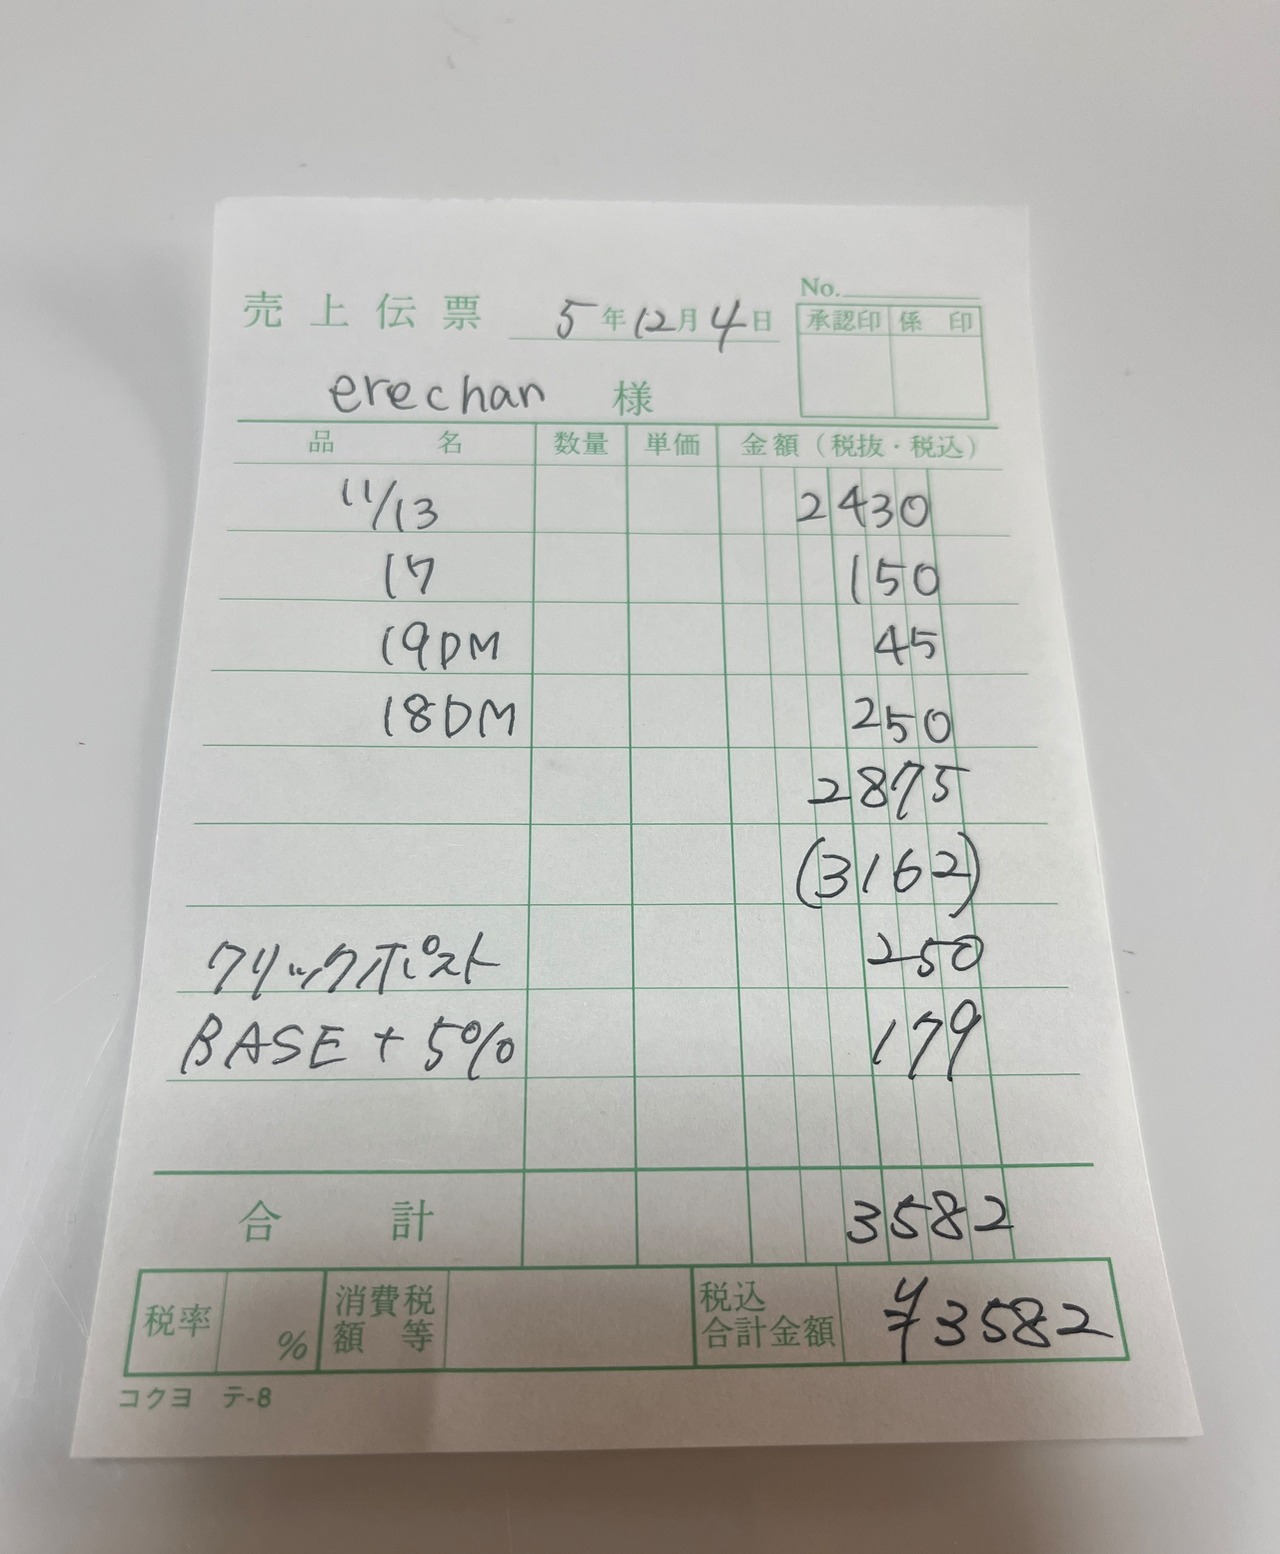 No.
売上伝票 5年12月4日
承認印 係印
erechan 様
品名 数量 単価 金額（税抜・税込）
11/13 2430
17 150
19DM 45
18DM 250
2875
(3162)
クリックポスト 250
BASE + 5% 179
合計 3582
税率 % 消費税額等 税込合計金額 ¥3582
コクヨ テ-8